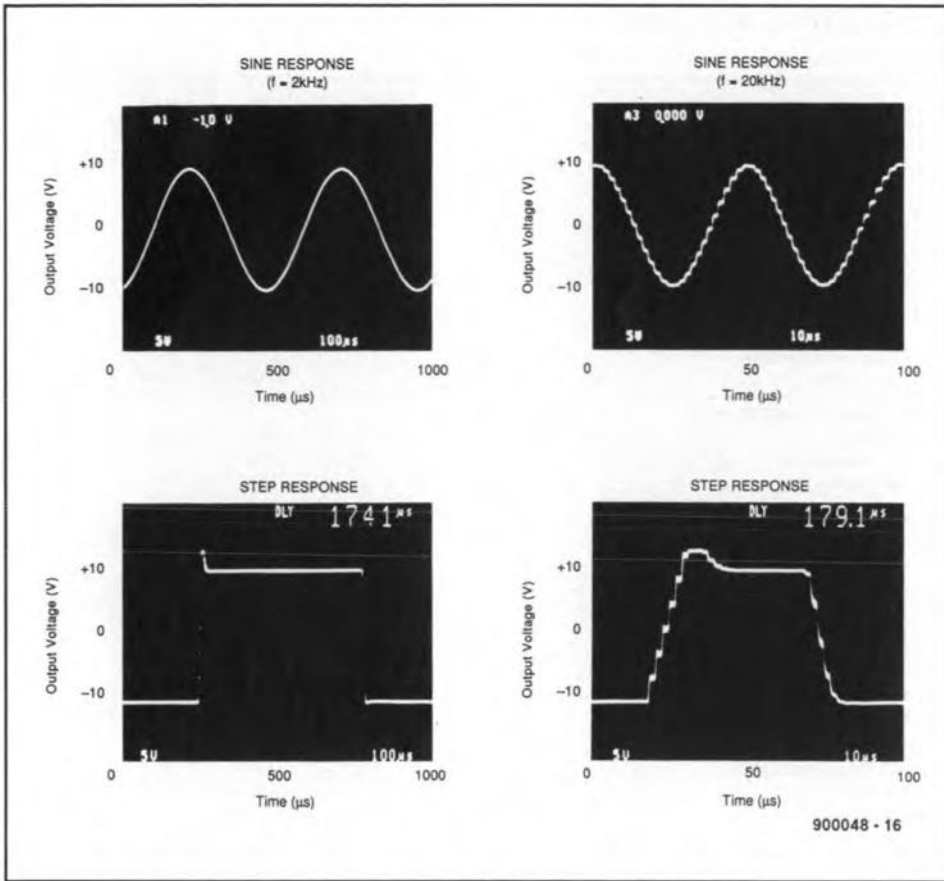 SINE RESPONSE
(f = 2kHz)
A1 -1.0 V
+10
0
-10
Output Voltage (V)
5V 100µs
0 500 1000
Time (µs)
SINE RESPONSE
(f = 20kHz)
A3 0.000 V
+10
0
-10
Output Voltage (V)
5V 10µs
0 50 100
Time (µs)
STEP RESPONSE
DLY 1741 µs
+10
0
-10
Output Voltage (V)
5V 100µs
0 500 1000
Time (µs)
STEP RESPONSE
DLY 179.1 µs
+10
0
-10
Output Voltage (V)
5V 10µs
0 50 100
Time (µs)
900048 - 16